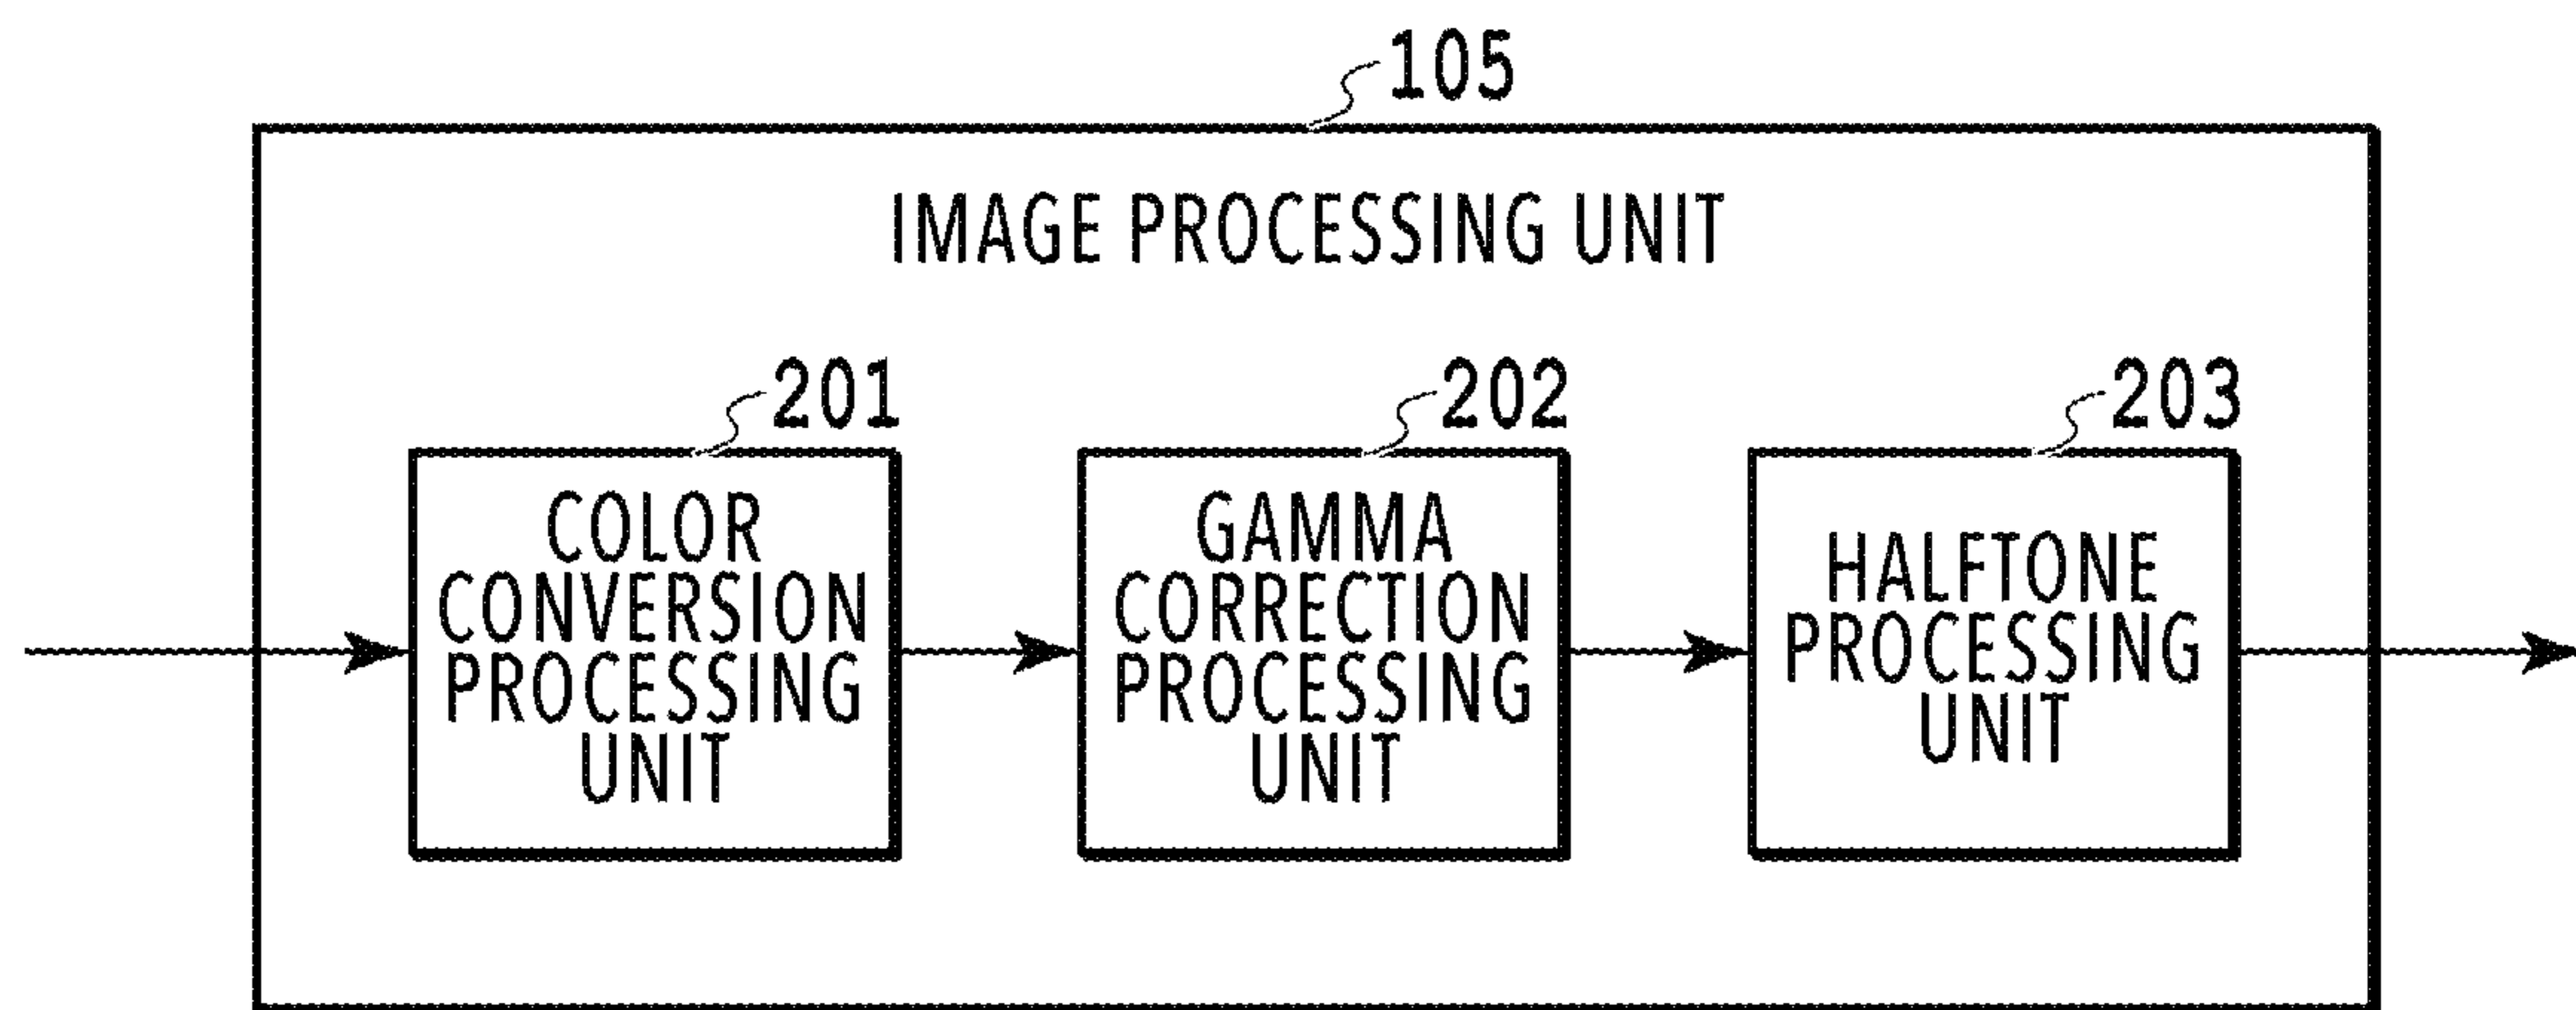 105
IMAGE PROCESSING UNIT
201
COLOR
CONVERSION
PROCESSING
UNIT
202
GAMMA
CORRECTION
PROCESSING
UNIT
203
HALFTONE
PROCESSING
UNIT